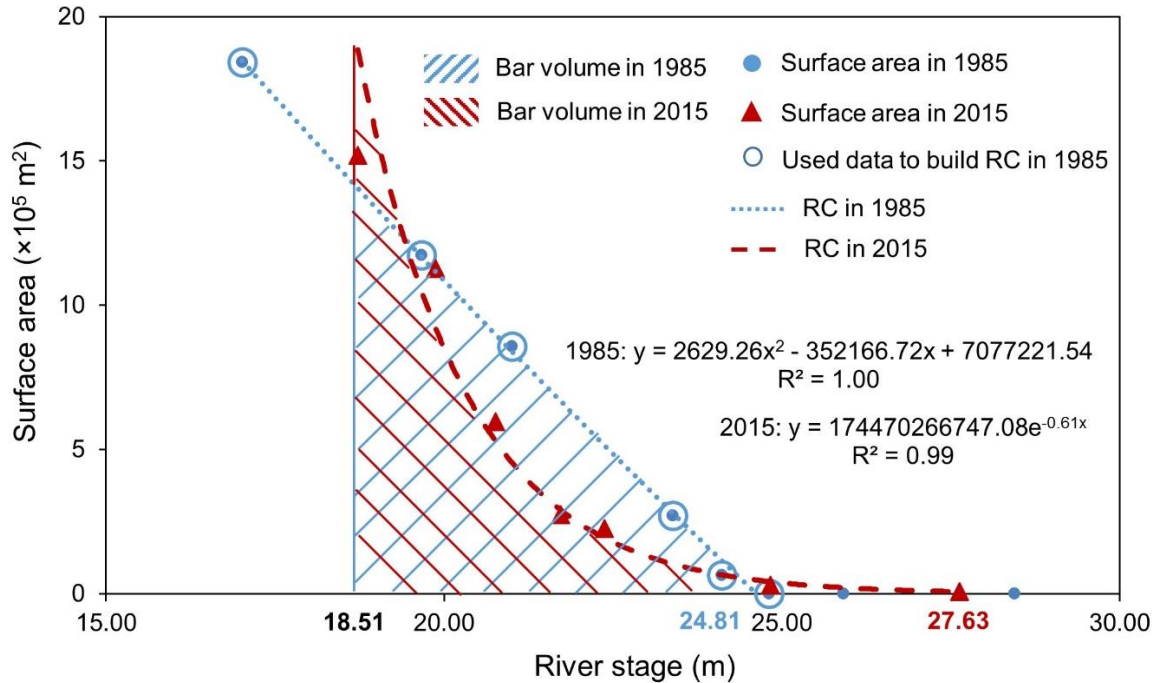 20
15
10
5
0
Surface area (×10⁵ m²)
Bar volume in 1985
Bar volume in 2015
Surface area in 1985
Surface area in 2015
Used data to build RC in 1985
RC in 1985
RC in 2015
1985: y = 2629.26x² - 352166.72x + 7077221.54
R² = 1.00
2015: y = 174470266747.08e⁻⁰·⁶¹ˣ
R² = 0.99
15.00
18.51
20.00
24.81
25.00
27.63
30.00
River stage (m)